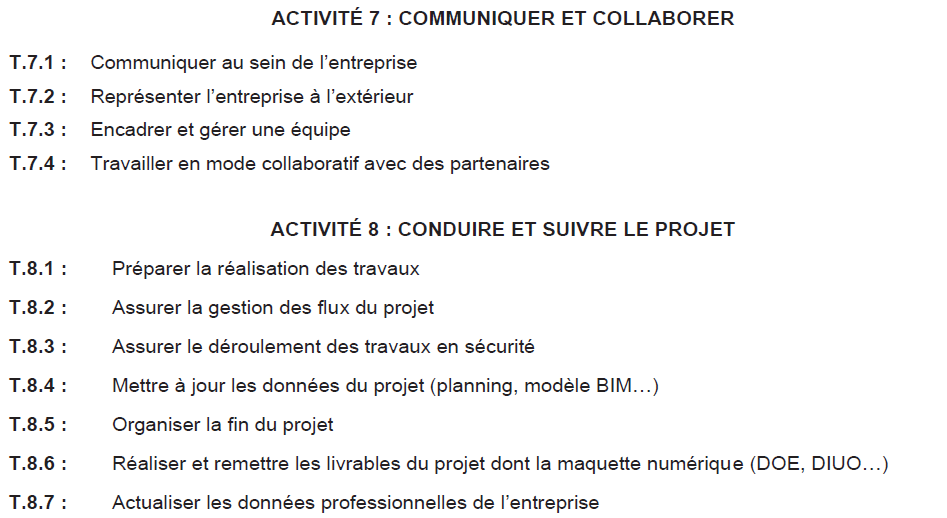 ACTIVITÉ 7 : COMMUNIQUER ET COLLABORER
T.7.1 : Communiquer au sein de l’entreprise
T.7.2 : Représenter l’entreprise à l’extérieur
T.7.3 : Encadrer et gérer une équipe
T.7.4 : Travailler en mode collaboratif avec des partenaires
ACTIVITÉ 8 : CONDUIRE ET SUIVRE LE PROJET
T.8.1 : Préparer la réalisation des travaux
T.8.2 : Assurer la gestion des flux du projet
T.8.3 : Assurer le déroulement des travaux en sécurité
T.8.4 : Mettre à jour les données du projet (planning, modèle BIM…)
T.8.5 : Organiser la fin du projet
T.8.6 : Réaliser et remettre les livrables du projet dont la maquette numérique (DOE, DIUO…)
T.8.7 : Actualiser les données professionnelles de l’entreprise